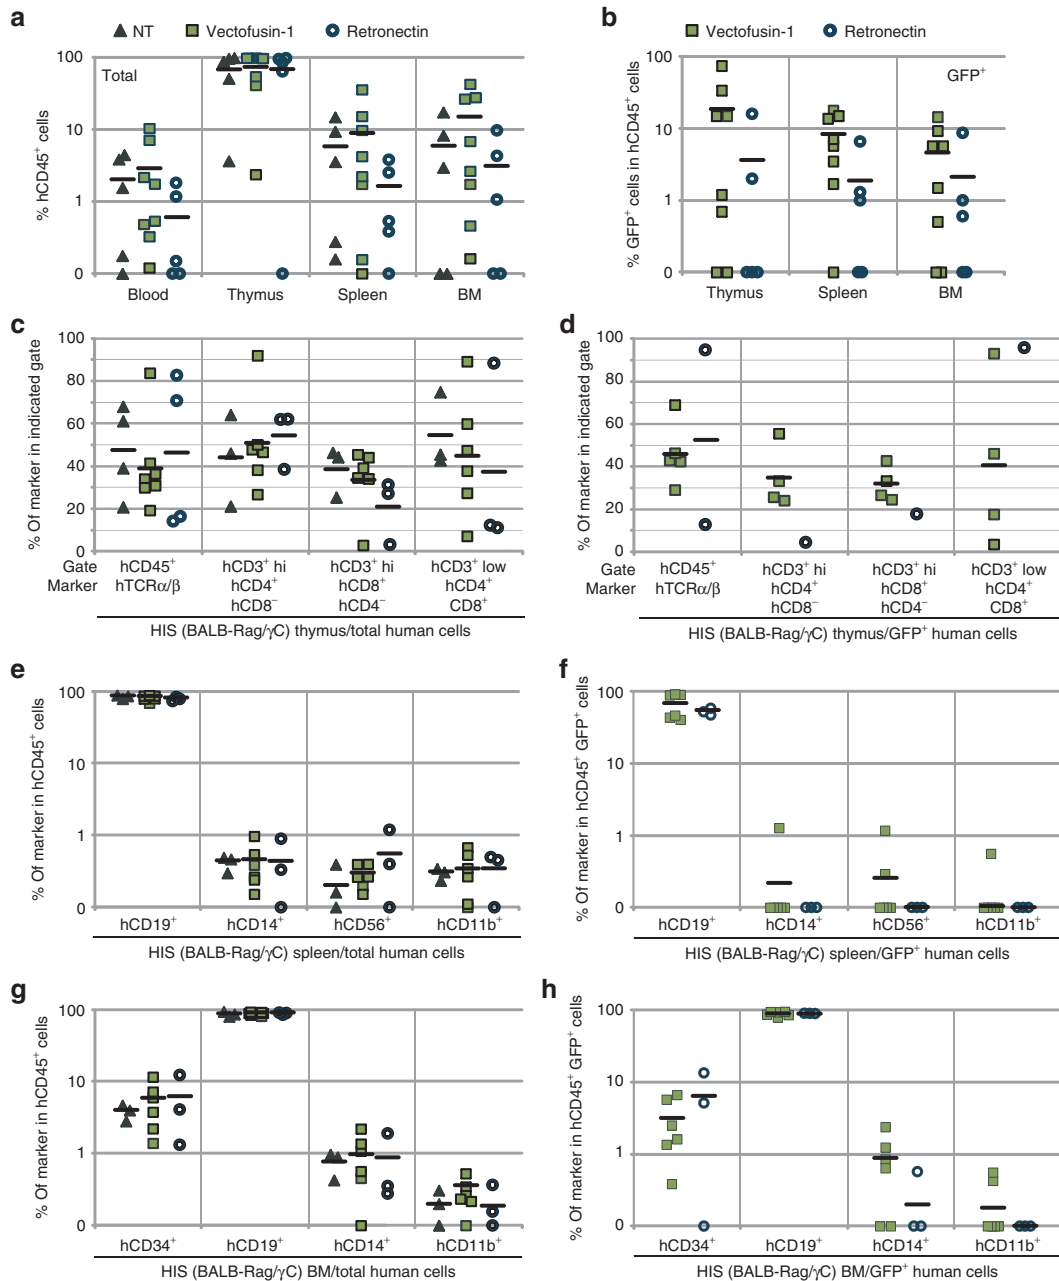 a
NT Vectofusin-1 Retronectin
Total
% hCD45⁺ cells
100
10
1
0
Blood Thymus Spleen BM
b
Vectofusin-1 Retronectin
GFP⁺
% GFP⁺ cells in hCD45⁺ cells
100
10
1
0
Thymus Spleen BM
c
% Of marker in indicated gate
100
80
60
40
20
0
Gate hCD45⁺ hCD3⁺ hi hCD3⁺ hi hCD3⁺ low
Marker hTCRα/β hCD4⁺ hCD8⁺ hCD4⁺
hCD8⁻ hCD4⁻ CD8⁺
HIS (BALB-Rag/γC) thymus/total human cells
d
% Of marker in indicated gate
100
80
60
40
20
0
Gate hCD45⁺ hCD3⁺ hi hCD3⁺ hi hCD3⁺ low
Marker hTCRα/β hCD4⁺ hCD8⁺ hCD4⁺
hCD8⁻ hCD4⁻ CD8⁺
HIS (BALB-Rag/γC) thymus/GFP⁺ human cells
e
% Of marker in hCD45⁺ cells
100
10
1
0
hCD19⁺ hCD14⁺ hCD56⁺ hCD11b⁺
HIS (BALB-Rag/γC) spleen/total human cells
f
% Of marker in hCD45⁺ GFP⁺ cells
100
10
1
0
hCD19⁺ hCD14⁺ hCD56⁺ hCD11b⁺
HIS (BALB-Rag/γC) spleen/GFP⁺ human cells
g
% Of marker in hCD45⁺ cells
100
10
1
0
hCD34⁺ hCD19⁺ hCD14⁺ hCD11b⁺
HIS (BALB-Rag/γC) BM/total human cells
h
% Of marker in hCD45⁺ GFP⁺ cells
100
10
1
0
hCD34⁺ hCD19⁺ hCD14⁺ hCD11b⁺
HIS (BALB-Rag/γC) BM/GFP⁺ human cells